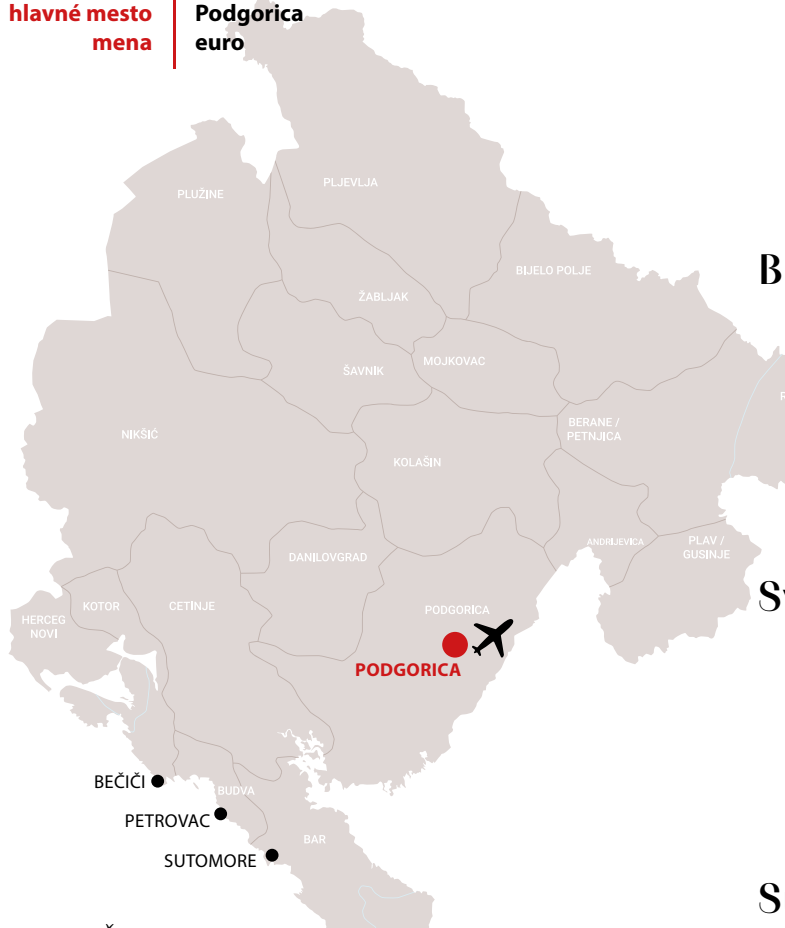 hlavné mesto Podgorica
mena euro
PLJEVLJA
PLUŽINE
BIJELO POLJE
ŽABLJAK
MOJKOVAC
ŠAVNIK
BERANE /
PETNJICA
NIKŠIĆ
KOLAŠIN
ANDRIJEVICA
PLAV /
GUSINJE
DANILOVGRAD
KOTOR
CETINJE
PODGORICA
HERCEG
NOVI
PODGORICA
BEČIČI
BUDVA
PETROVAC
BAR
SUTOMORE